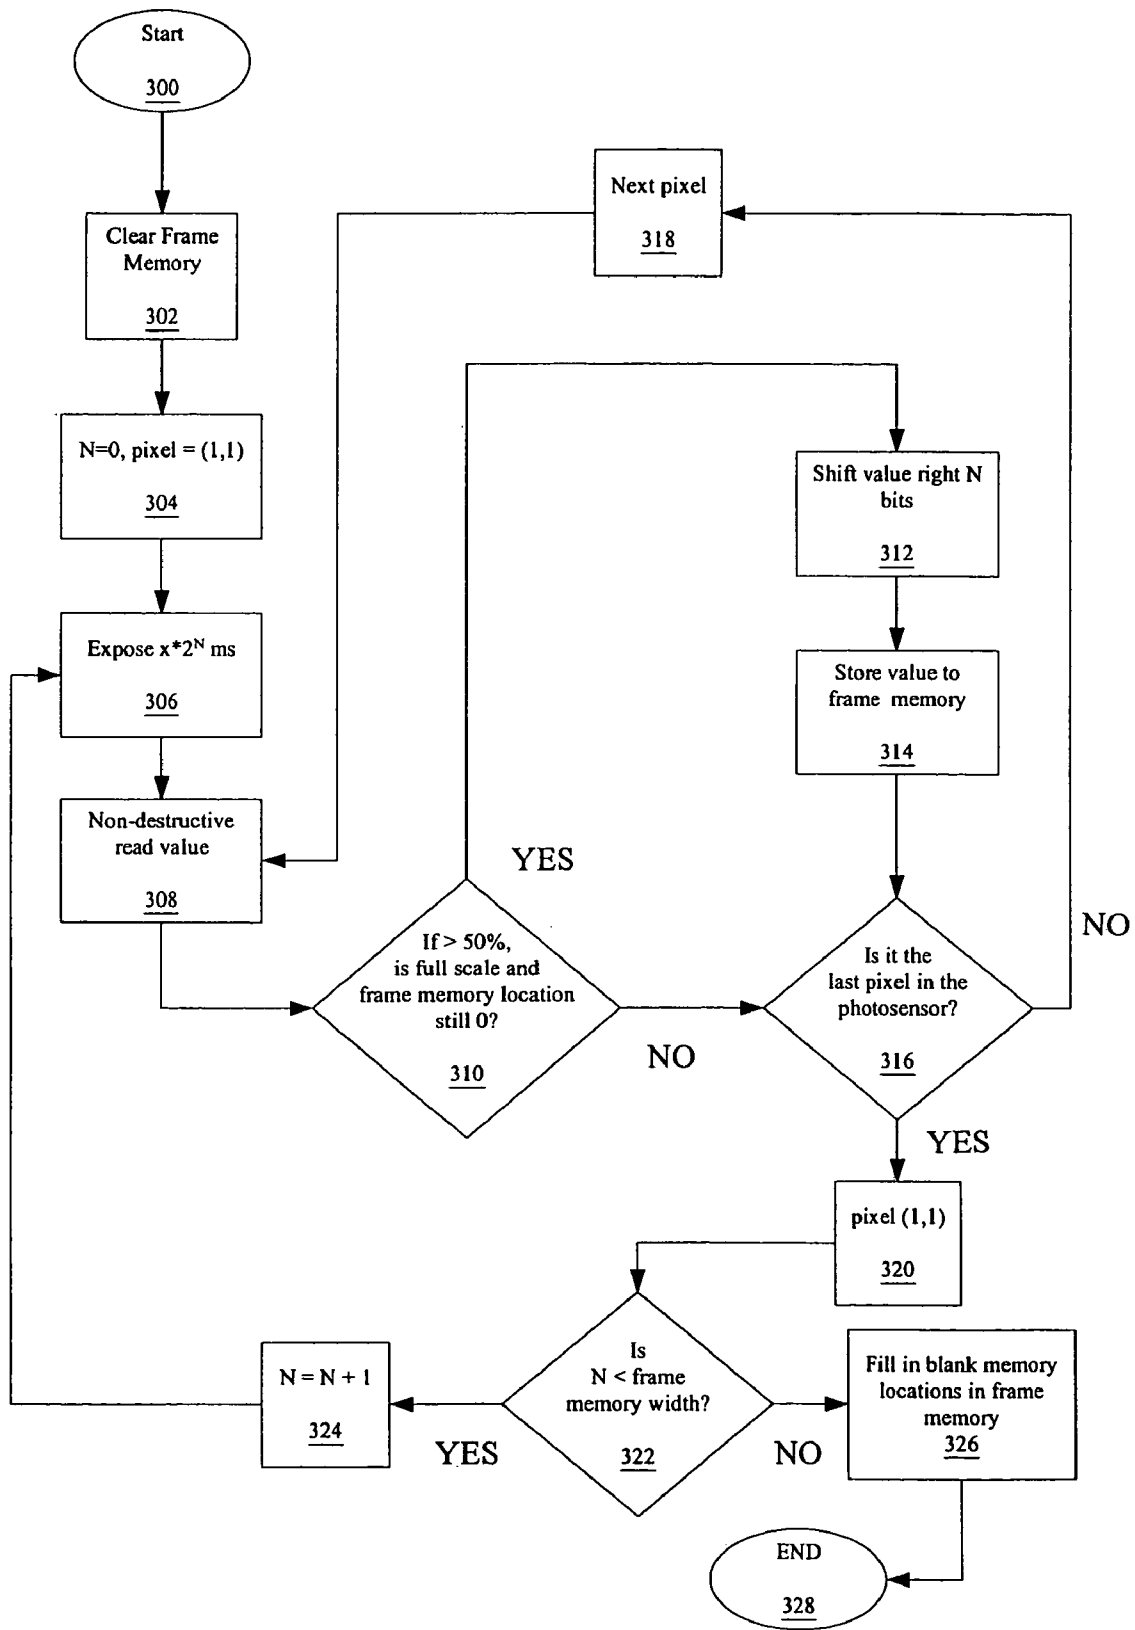 Start
300
Clear Frame
Memory
302
N=0, pixel = (1,1)
304
Expose x*2ᴺ ms
306
Non-destructive
read value
308
Next pixel
318
Shift value right N
bits
312
Store value to
frame memory
314
YES
If > 50%,
is full scale and
frame memory location
still 0?
310
NO
Is it the
last pixel in the
photosensor?
316
NO
YES
pixel (1,1)
320
Is
N < frame
memory width?
322
YES
NO
N = N + 1
324
Fill in blank memory
locations in frame
memory
326
END
328